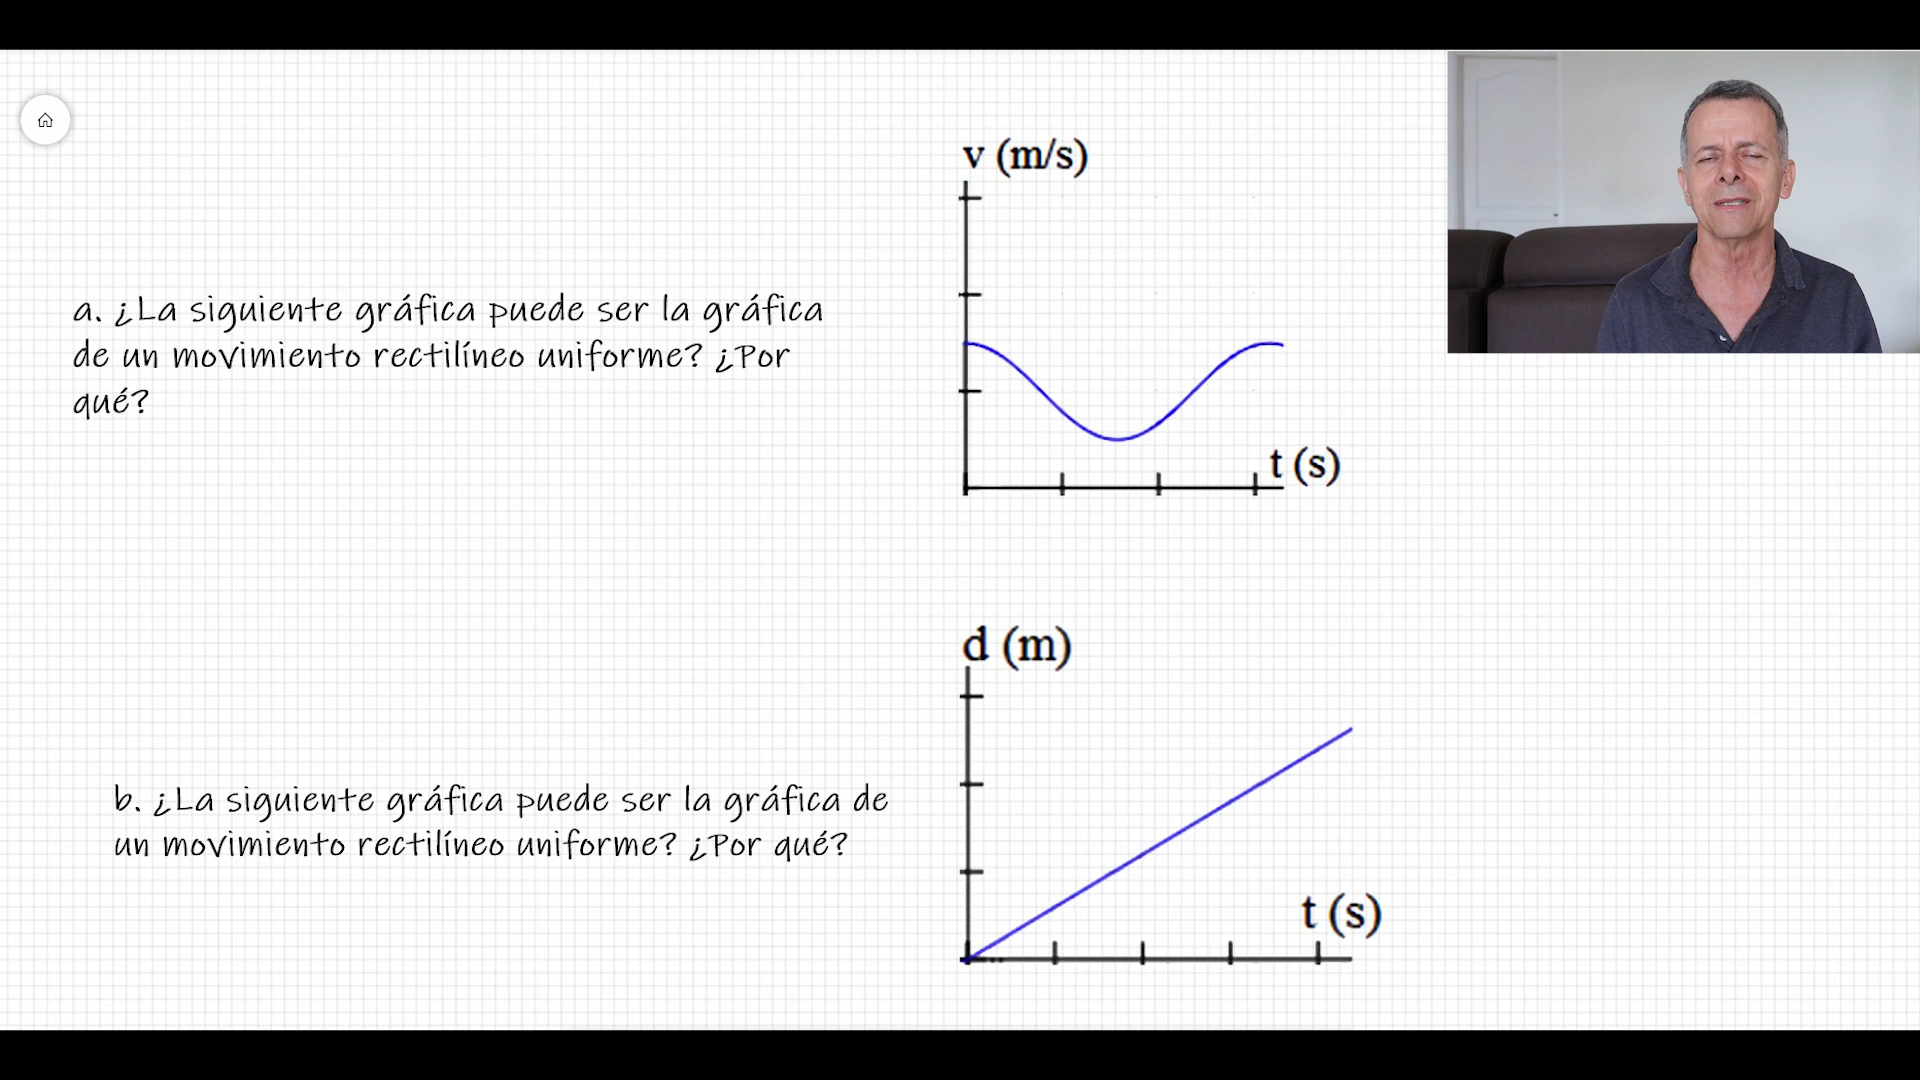 v (m/s)
a. ¿La siguiente gráfica puede ser la gráfica
de un movimiento rectilíneo uniforme? ¿Por
qué?
t (s)
d (m)
b. ¿La siguiente gráfica puede ser la gráfica de
un movimiento rectilíneo uniforme? ¿Por qué?
t (s)